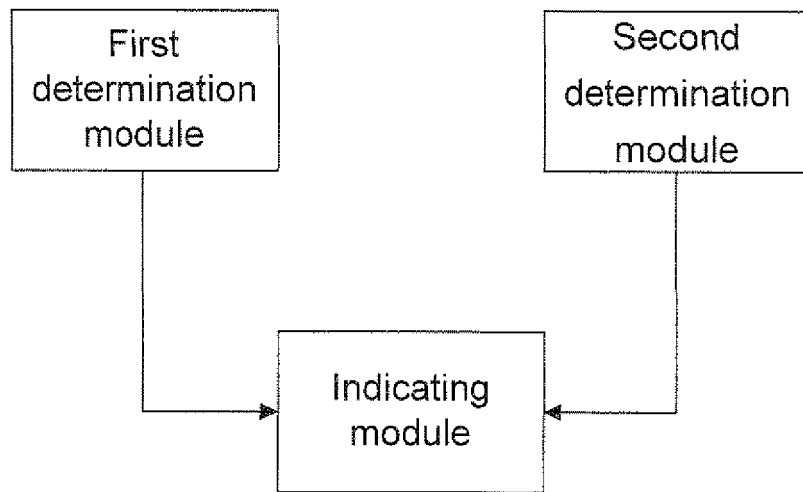 First
determination
module
Second
determination
module
Indicating
module